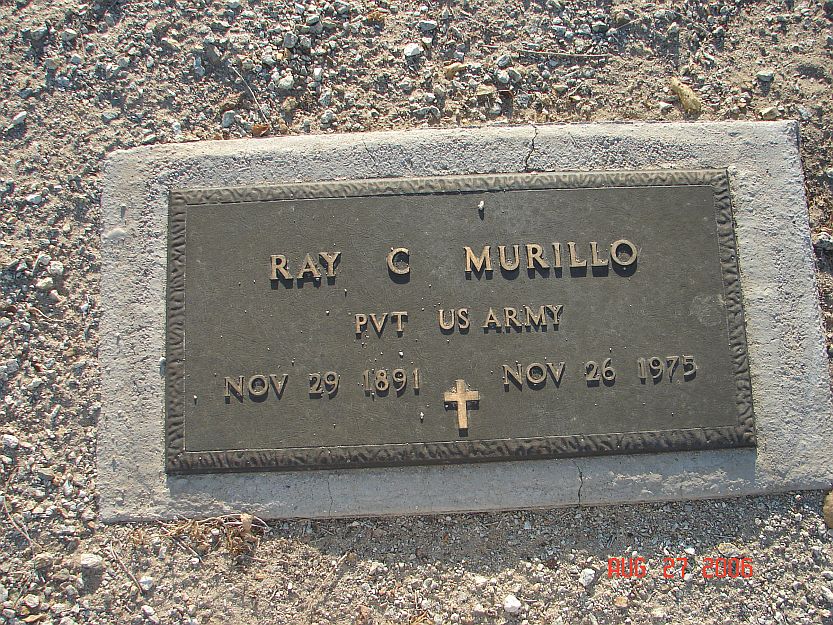 RAY C MURILLO
PVT US ARMY
NOV 29 1891 NOV 26 1975
AUG 27 2006